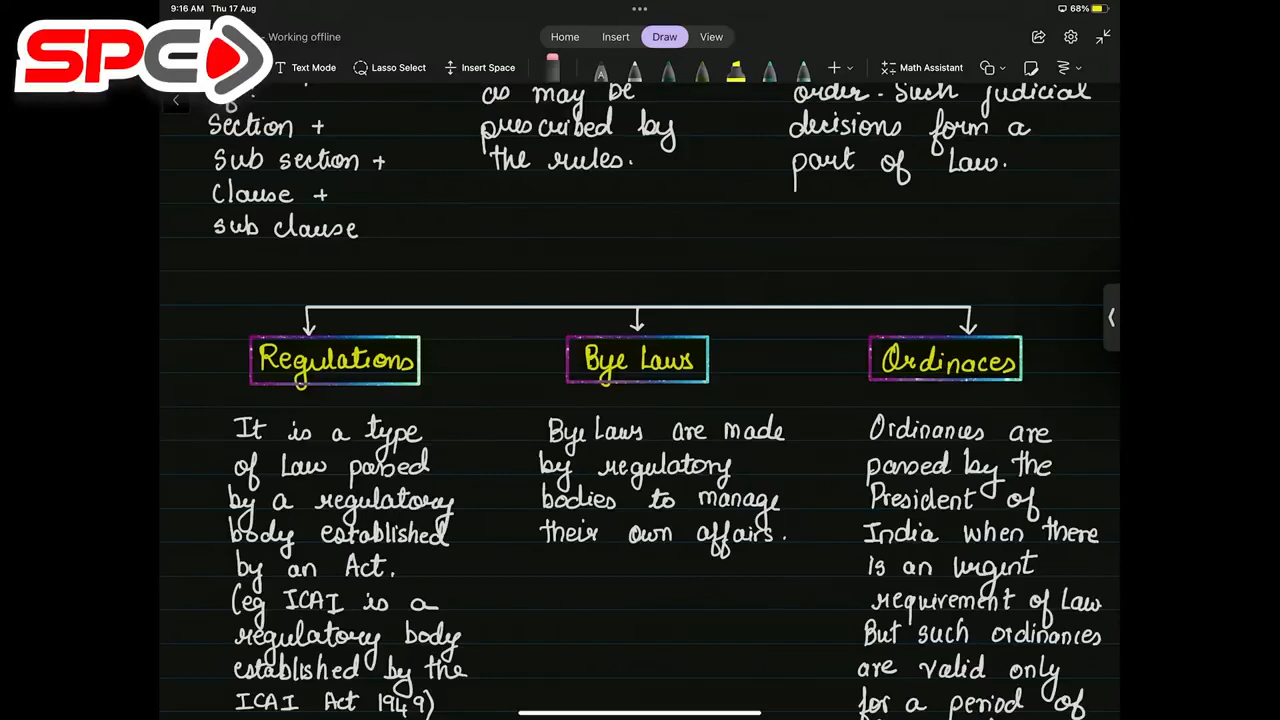 9:16 AM Thu 17 Aug
68%
SPC
Working offline
Home Insert Draw View
Text Mode Lasso Select Insert Space Math Assistant
Section +
Sub section +
Clause +
sub clause
as may be
prescribed by
the rules.
order. Such judicial
decisions form a
part of Law.
Regulations
It is a type
of Law passed
by a regulatory
body established
by an Act.
(eg ICAI is a
regulatory body
established by the
ICAI Act 1949)
Bye Laws
Bye Laws are made
by regulatory
bodies to manage
their own affairs.
Ordinaces
Ordinances are
passed by the
President of
India when there
is an urgent
requirement of Law
But such ordinances
are valid only
for a period of